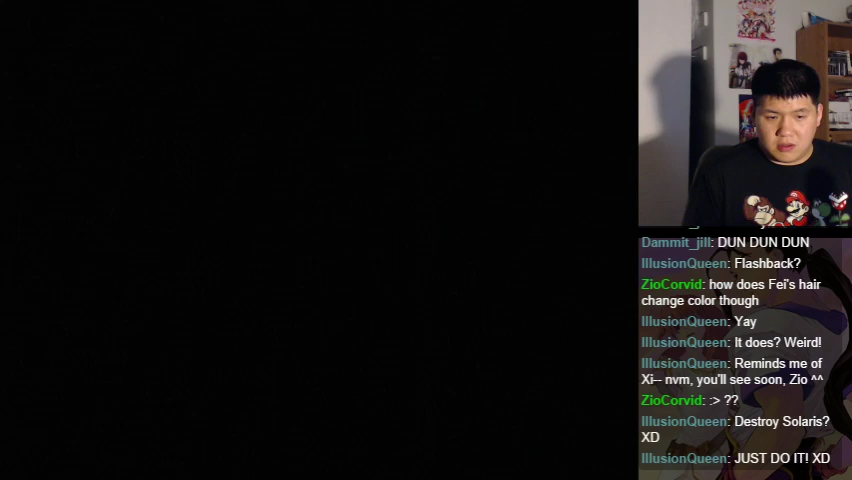 Dammit_jill: DUN DUN DUN
IllusionQueen: Flashback?
ZioCorvid: how does Fei's hair
change color though
IllusionQueen: Yay
IllusionQueen: It does? Weird!
IllusionQueen: Reminds me of
Xi-- nvm, you'll see soon, Zio ^^
ZioCorvid: :> ??
IllusionQueen: Destroy Solaris?
XD
IllusionQueen: JUST DO IT! XD